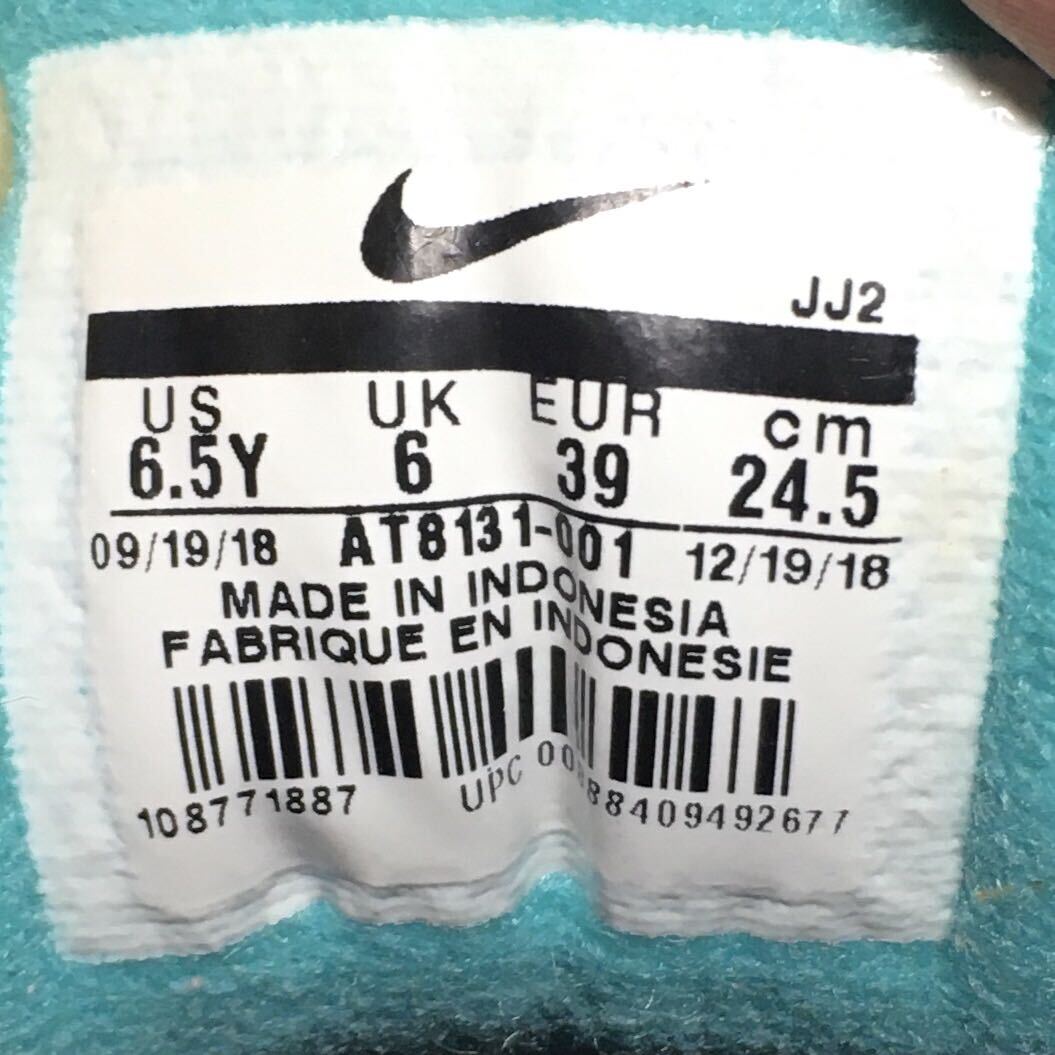 JJ2
US UK EUR cm
6.5Y 6 39 24.5
09/19/18 AT8131-001 12/19/18
MADE IN INDONESIA
FABRIQUE EN INDONESIE
108771887 UPC 00888409492677